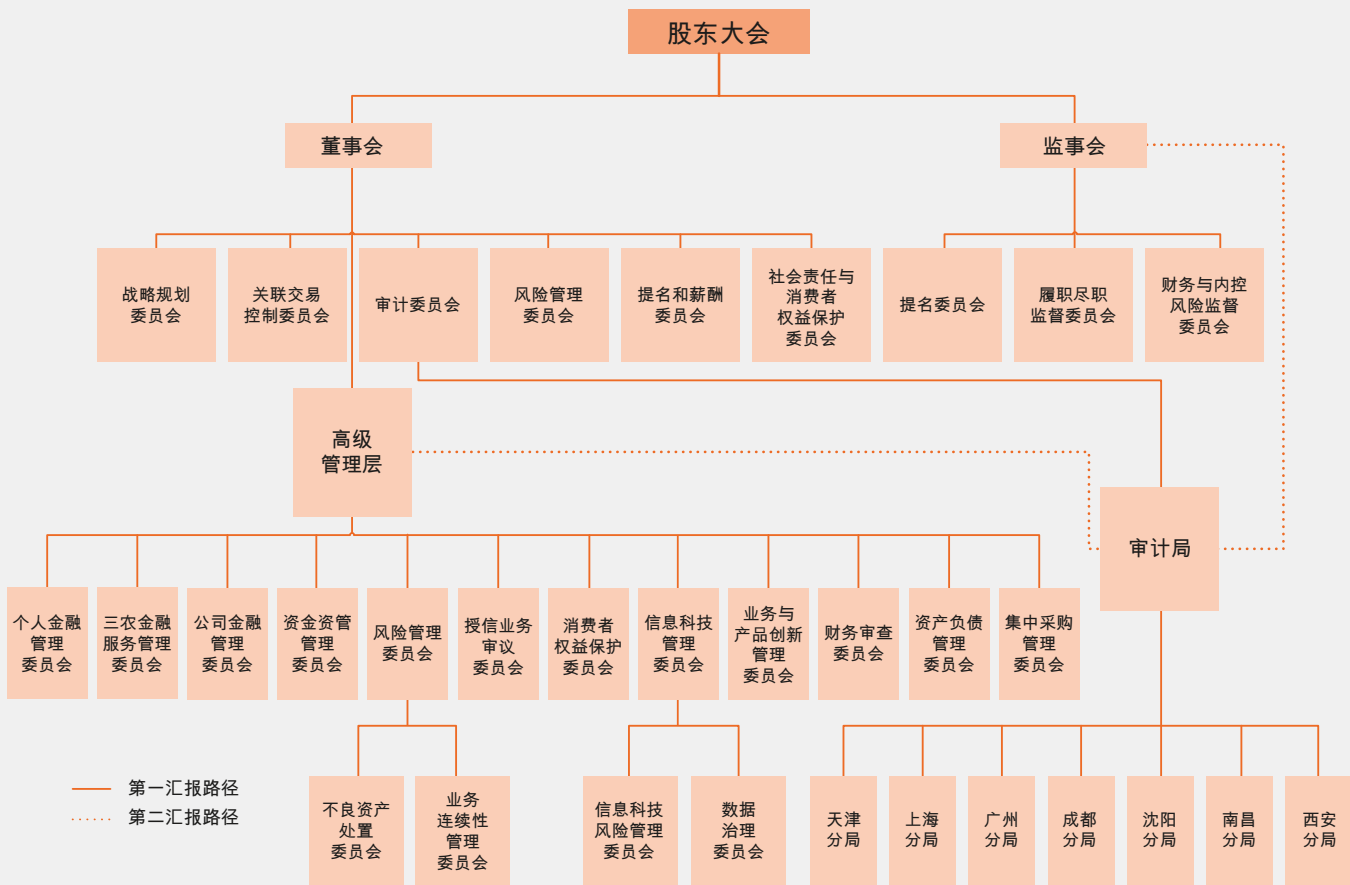 股东大会
董事会
监事会
战略规划
委员会
关联交易
控制委员会
审计委员会
风险管理
委员会
提名和薪酬
委员会
社会责任与
消费者
权益保护
委员会
提名委员会
履职尽职
监督委员会
财务与内控
风险监督
委员会
高级
管理层
审计局
个人金融
管理
委员会
三农金融
服务管理
委员会
公司金融
管理
委员会
资金资管
管理
委员会
风险管理
委员会
授信业务
审议
委员会
消费者
权益保护
委员会
信息科技
管理
委员会
业务与
产品创新
管理
委员会
财务审查
委员会
资产负债
管理
委员会
集中采购
管理
委员会
第一汇报路径
第二汇报路径
不良资产
处置
委员会
业务
连续性
管理
委员会
信息科技
风险管理
委员会
数据
治理
委员会
天津
分局
上海
分局
广州
分局
成都
分局
沈阳
分局
南昌
分局
西安
分局